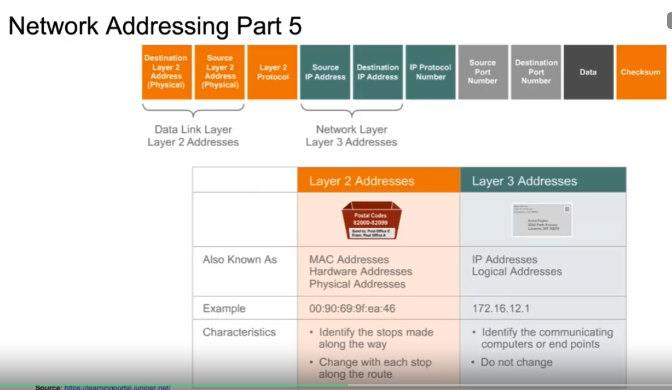 Network Addressing Part 5
Destination Layer 2 Address (Physical)
Source Layer 2 Address (Physical)
Layer 2 Protocol
Source IP Address
Destination IP Address
IP Protocol Number
Source Port Number
Destination Port Number
Data
Checksum
Data Link Layer
Layer 2 Addresses
Network Layer
Layer 3 Addresses
Layer 2 Addresses
Layer 3 Addresses
Postal Codes
82000-82099
Also Known As
MAC Addresses
Hardware Addresses
Physical Addresses
IP Addresses
Logical Addresses
Example
00:90:69:9f:ea:46
172.16.12.1
Characteristics
• Identify the stops made
along the way
• Change with each stop
along the route
• Identify the communicating
computers or end points
• Do not change
Source: https://learningportal.juniper.net/